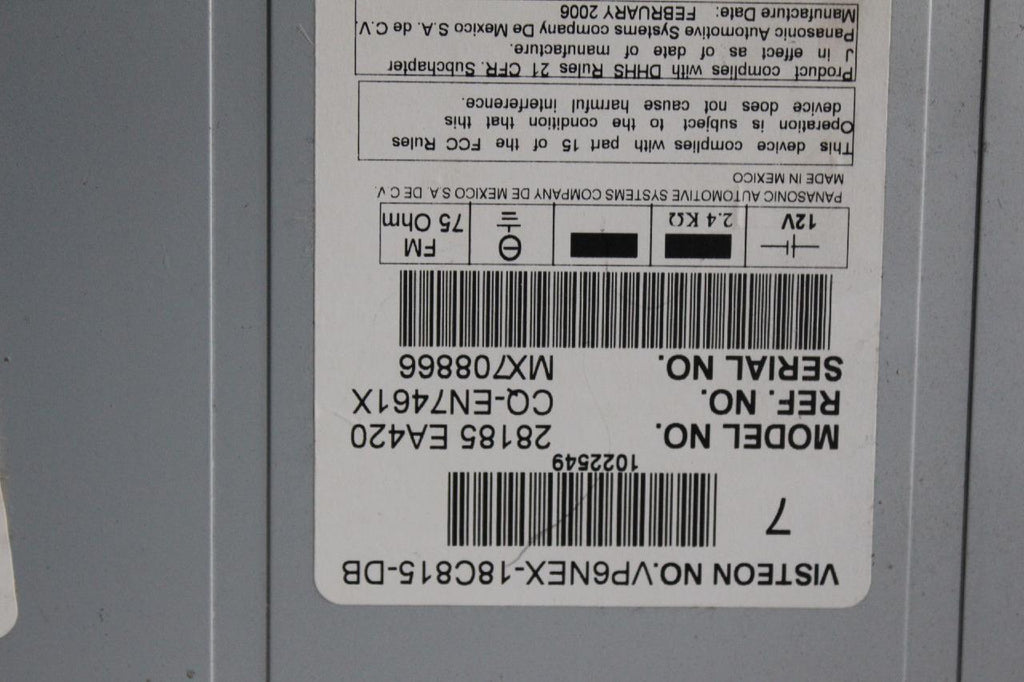 VISTEON NO.VP6NEX-18C815-DB
7
1022549
MODEL NO. 28185 EA420
REF. NO. CQ-EN7461X
SERIAL NO. MX708866
12V 2.4 KΩ FM 75 Ohm
PANASONIC AUTOMOTIVE SYSTEMS COMPANY DE MEXICO S.A. DE C.V.
MADE IN MEXICO
This device complies with part 15 of the FCC Rules
Operation is subject to the condition that this
device does not cause harmful interference.
Product complies with DHHS Rules 21 CFR. Subchapter
J in effect as of date of manufacture.
Panasonic Automotive Systems company De Mexico S.A. de C.V.
Manufacture Date: FEBRUARY 2006